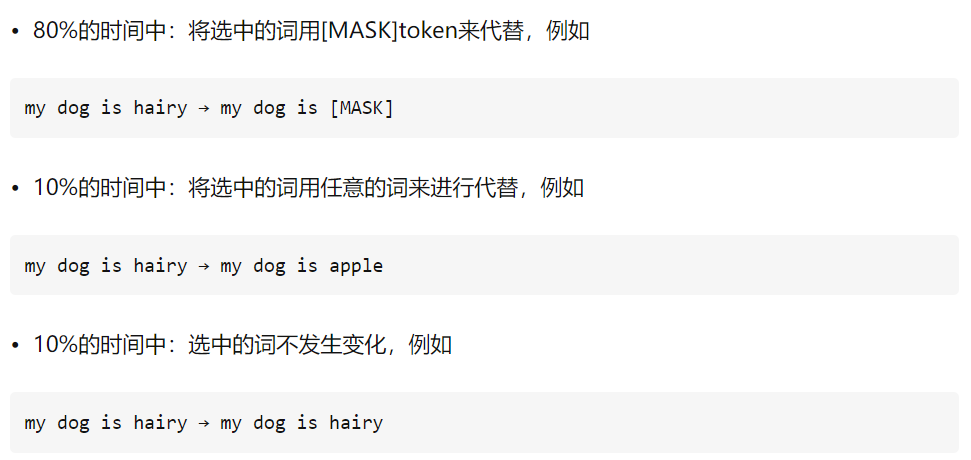 • 80%的时间中：将选中的词用[MASK]token来代替，例如
my dog is hairy → my dog is [MASK]
• 10%的时间中：将选中的词用任意的词来进行代替，例如
my dog is hairy → my dog is apple
• 10%的时间中：选中的词不发生变化，例如
my dog is hairy → my dog is hairy